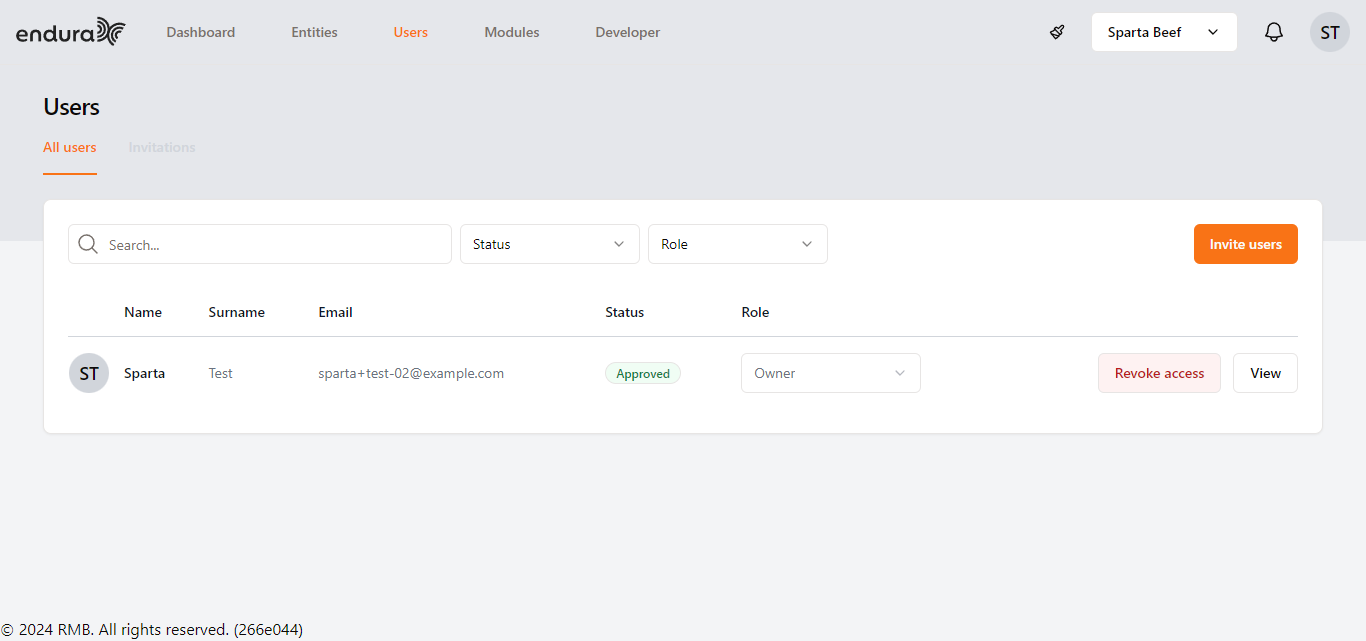 endura Dashboard Entities Users Modules Developer Sparta Beef ST
Users
All users Invitations
Search... Status Role Invite users
Name Surname Email Status Role
ST Sparta Test sparta+test-02@example.com Approved Owner Revoke access View
© 2024 RMB. All rights reserved. (266e044)